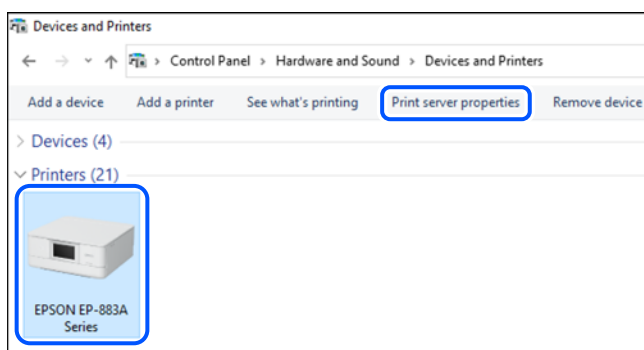 Devices and Printers
Control Panel > Hardware and Sound > Devices and Printers
Add a device Add a printer See what's printing Print server properties Remove device
Devices (4)
Printers (21)
EPSON EP-883A
Series